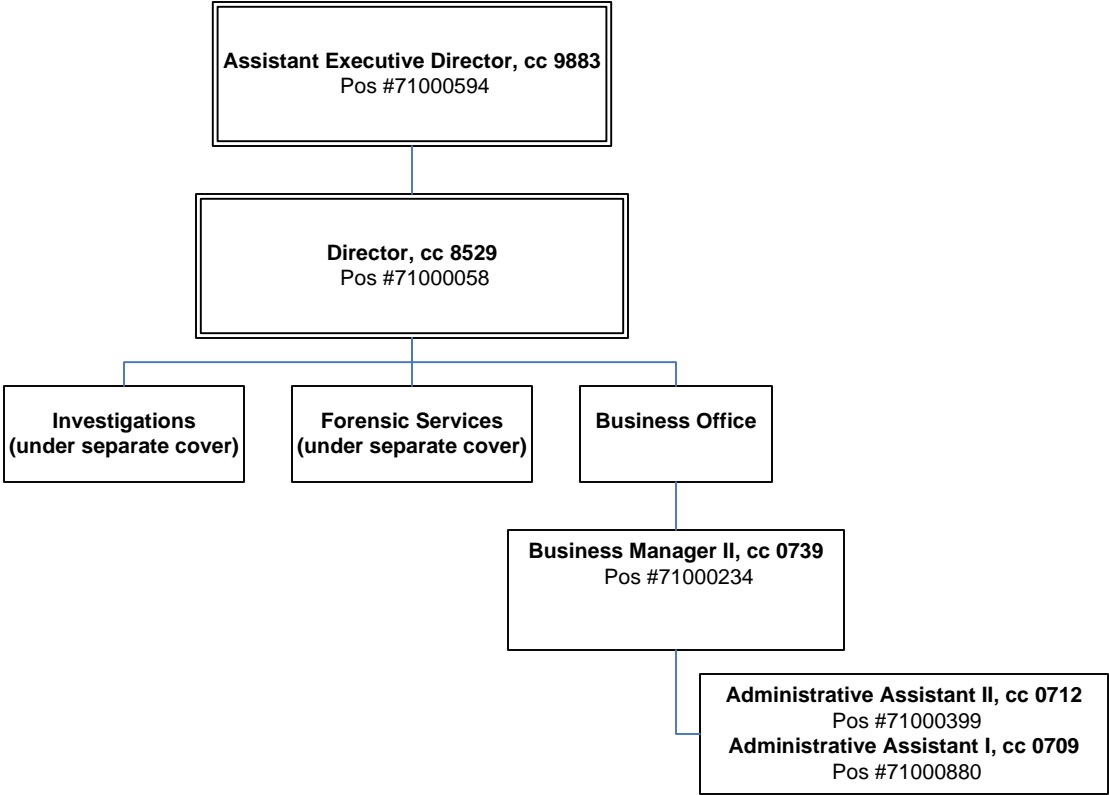 Assistant Executive Director, cc 9883
Pos #71000594
Director, cc 8529
Pos #71000058
Investigations
(under separate cover)
Forensic Services
(under separate cover)
Business Office
Business Manager II, cc 0739
Pos #71000234
Administrative Assistant II, cc 0712
Pos #71000399
Administrative Assistant I, cc 0709
Pos #71000880